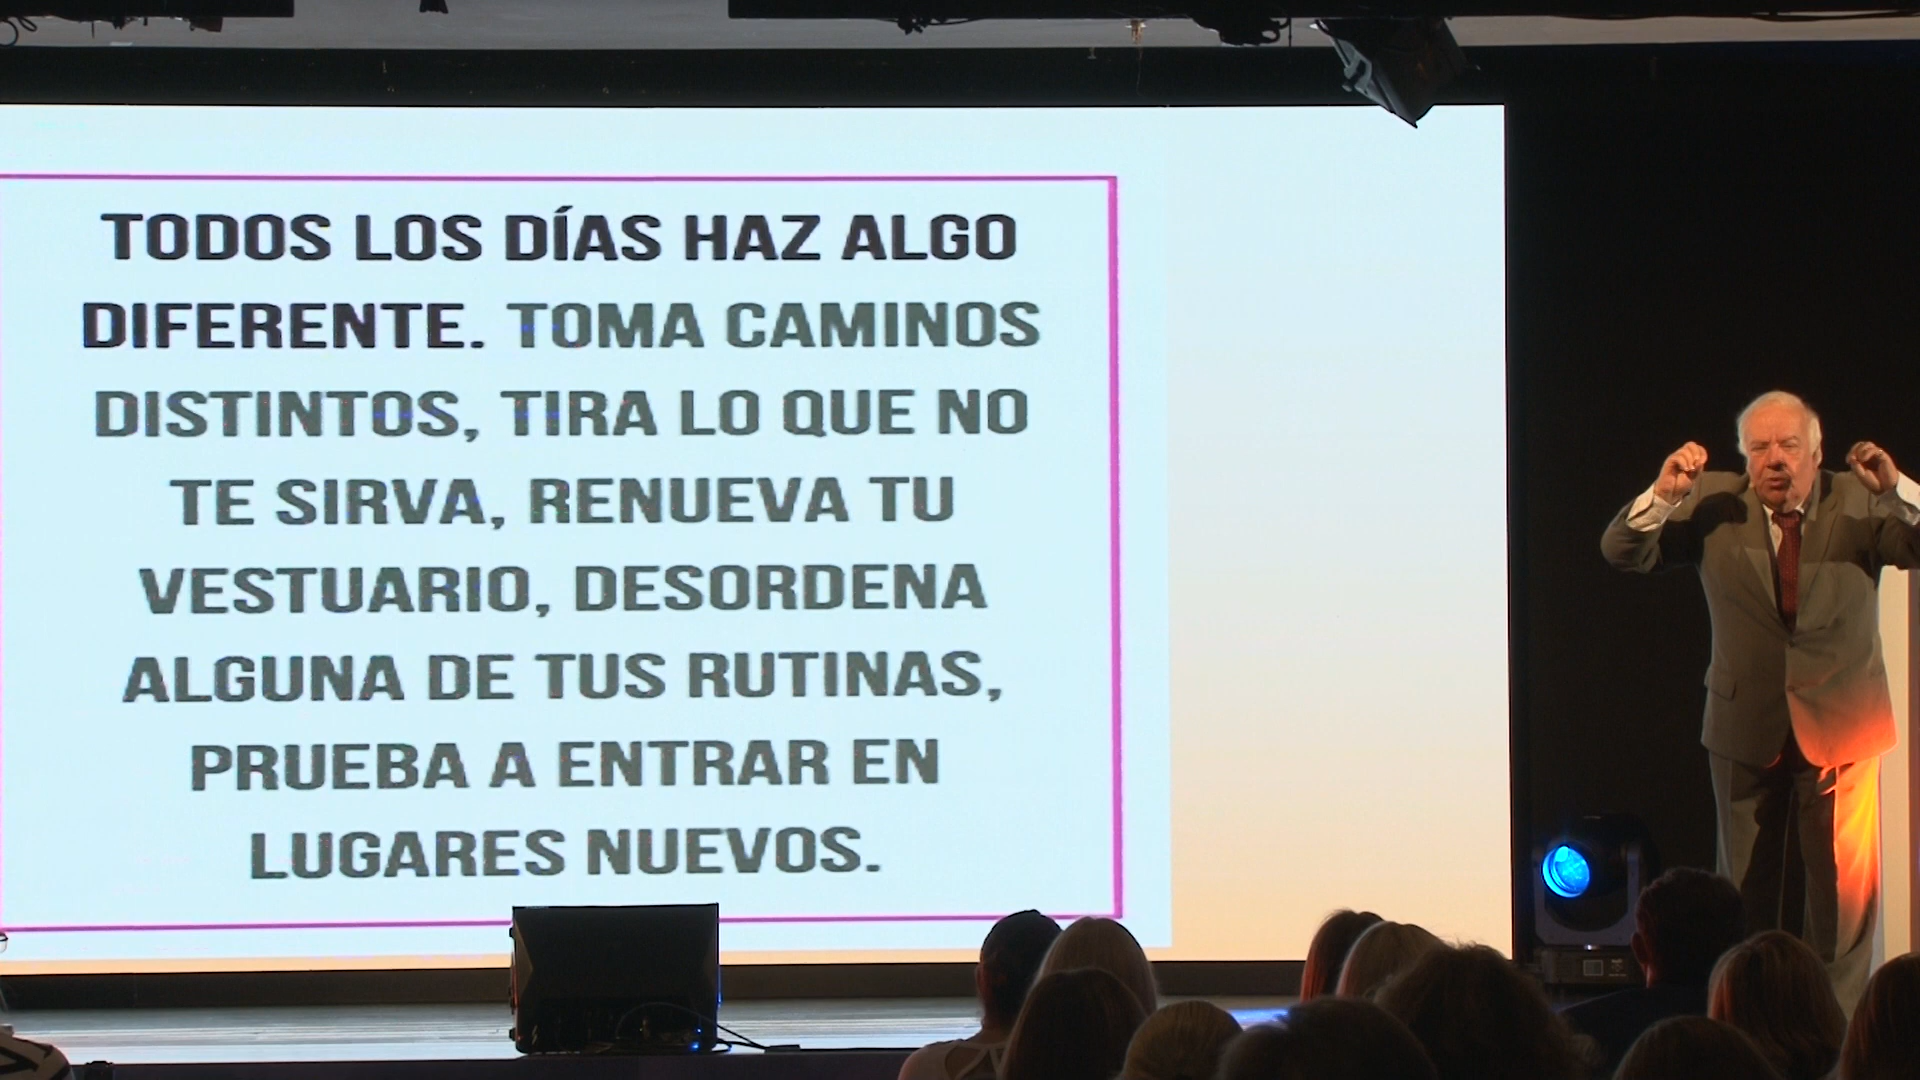 TODOS LOS DÍAS HAZ ALGO
DIFERENTE. TOMA CAMINOS
DISTINTOS, TIRA LO QUE NO
TE SIRVA, RENUEVA TU
VESTUARIO, DESORDENA
ALGUNA DE TUS RUTINAS,
PRUEBA A ENTRAR EN
LUGARES NUEVOS.